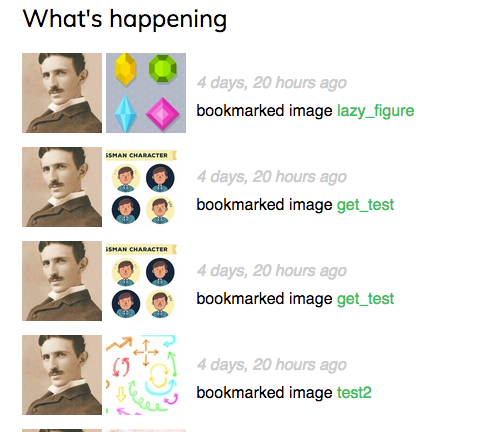 What's happening
4 days, 20 hours ago
bookmarked image lazy_figure
SSMAN CHARACTER
4 days, 20 hours ago
bookmarked image get_test
SSMAN CHARACTER
4 days, 20 hours ago
bookmarked image get_test
4 days, 20 hours ago
bookmarked image test2